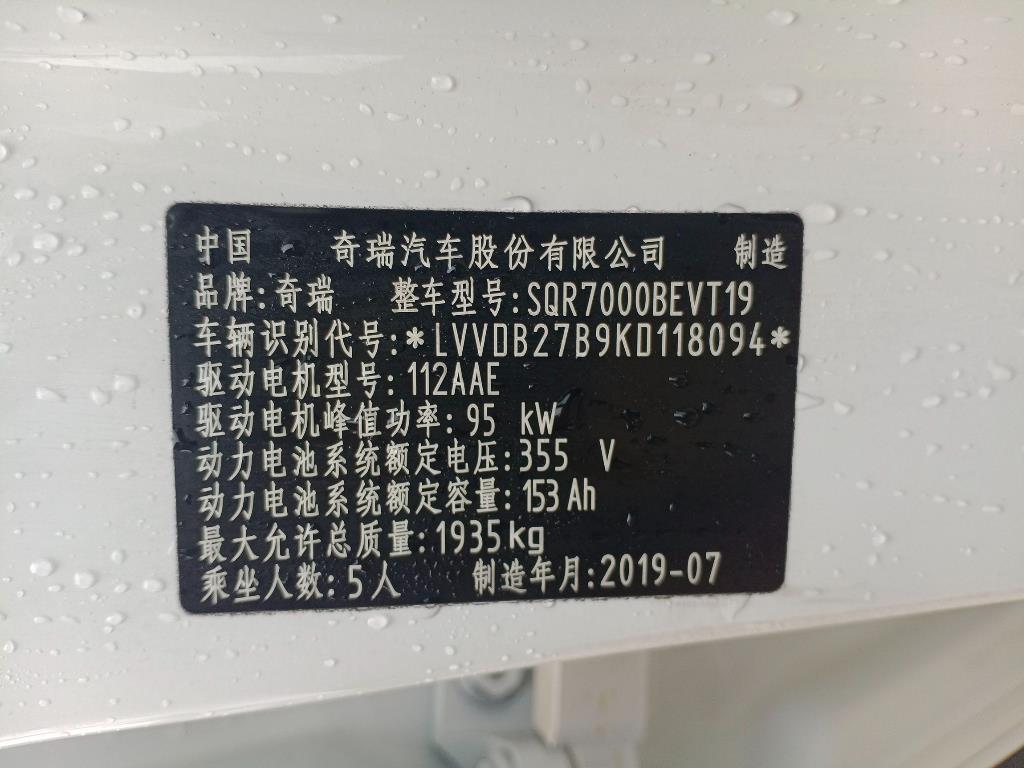 中国 奇瑞汽车股份有限公司 制造
品牌:奇瑞 整车型号:SQR7000BEVT19
车辆识别代号:*LVVDB27B9KD118094*
驱动电机型号:112AAE
驱动电机峰值功率:95 kW
动力电池系统额定电压:355 V
动力电池系统额定容量:153Ah
最大允许总质量:1935kg
乘坐人数:5人 制造年月:2019-07